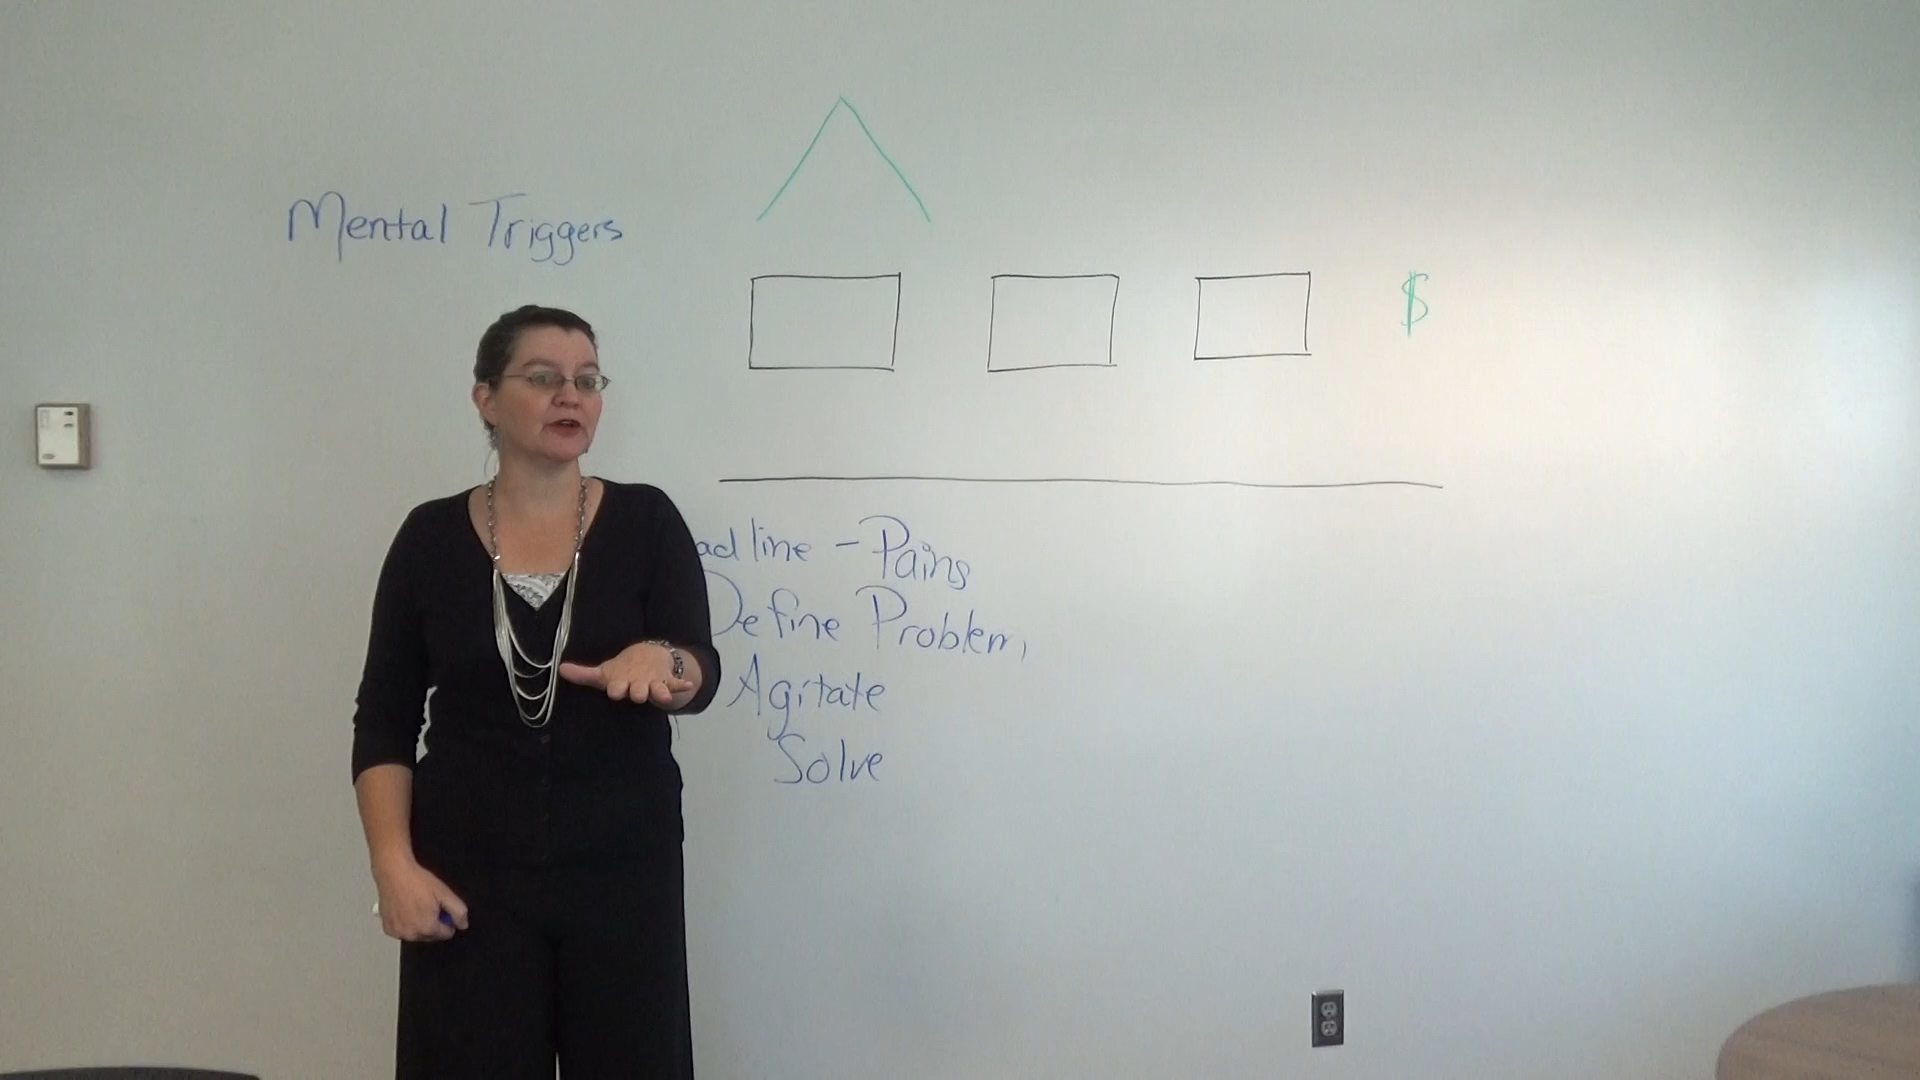 Mental Triggers
$
adline - Pains
Define Problem,
Agitate
Solve